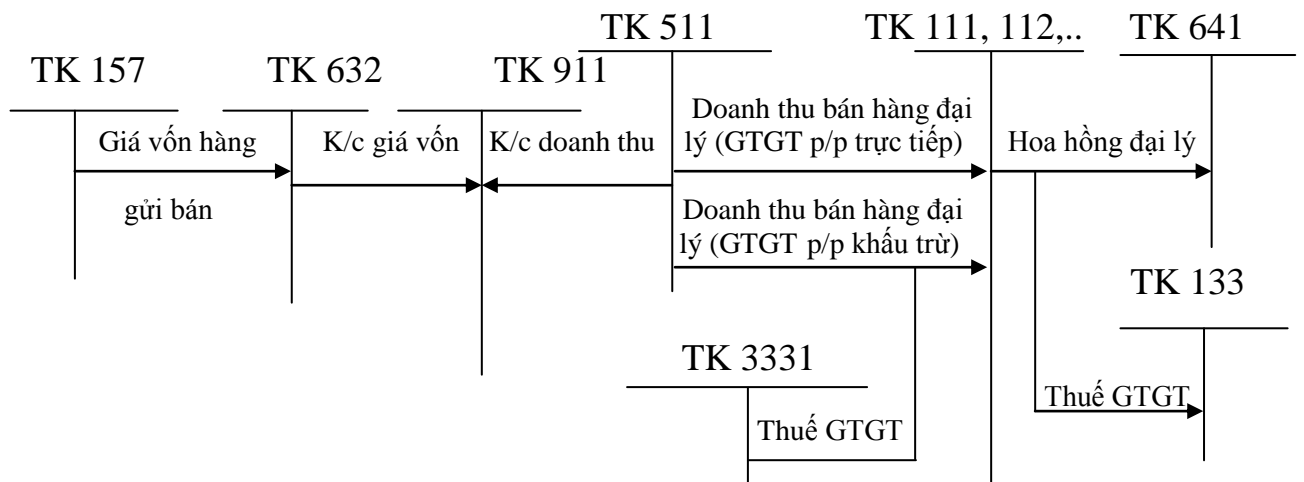 TK 511
TK 111, 112,..
TK 641
TK 157
TK 632
TK 911
Giá vốn hàng
gửi bán
K/c giá vốn
K/c doanh thu
Doanh thu bán hàng đại
lý (GTGT p/p trực tiếp)
Hoa hồng đại lý
Doanh thu bán hàng đại
lý (GTGT p/p khấu trừ)
TK 133
TK 3331
Thuế GTGT
Thuế GTGT